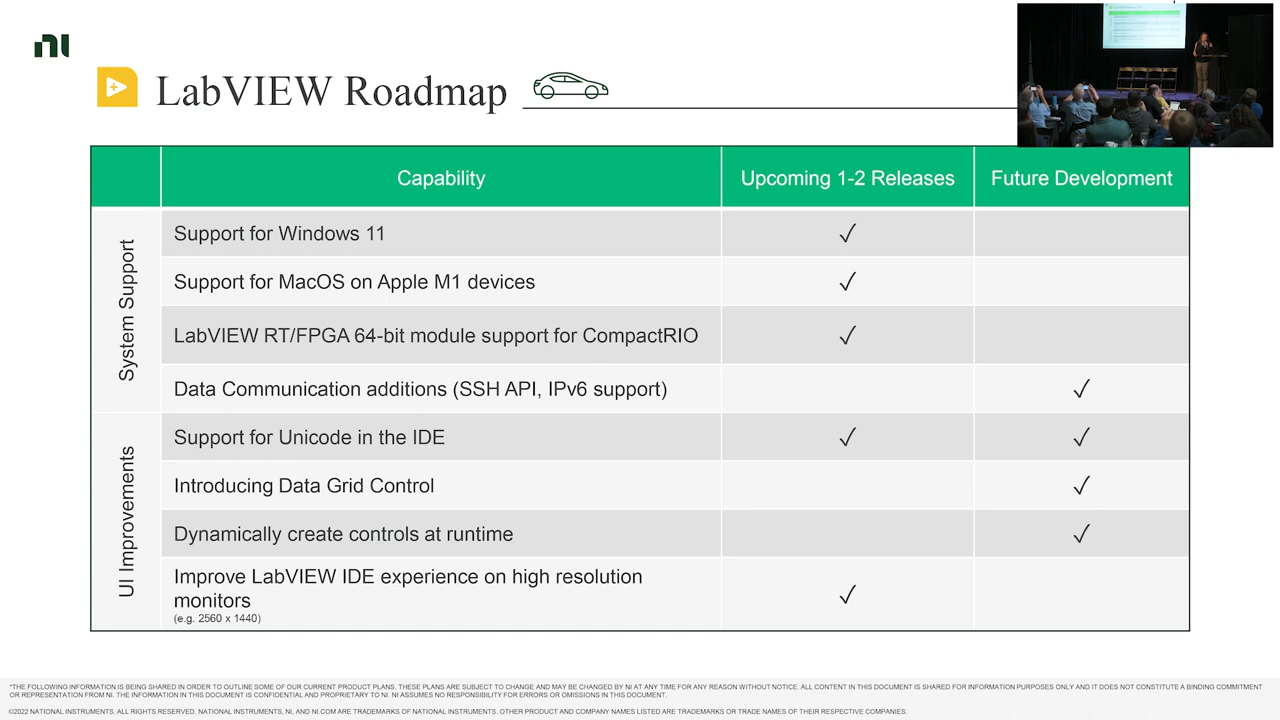 ni
LabVIEW Roadmap
Capability
Upcoming 1-2 Releases
Future Development
System Support
Support for Windows 11
✓
Support for MacOS on Apple M1 devices
✓
LabVIEW RT/FPGA 64-bit module support for CompactRIO
✓
Data Communication additions (SSH API, IPv6 support)
✓
UI Improvements
Support for Unicode in the IDE
✓ ✓
Introducing Data Grid Control
✓
Dynamically create controls at runtime
✓
Improve LabVIEW IDE experience on high resolution
monitors
(e.g. 2560 x 1440)
✓
*THE FOLLOWING INFORMATION IS BEING SHARED IN ORDER TO OUTLINE SOME OF OUR CURRENT PRODUCT PLANS. THESE PLANS ARE SUBJECT TO CHANGE AND MAY BE CHANGED BY NI AT ANY TIME FOR ANY REASON WITHOUT NOTICE. ALL CONTENT IN THIS DOCUMENT IS SHARED FOR INFORMATION PURPOSES ONLY AND IT DOES NOT CONSTITUTE A BINDING COMMITMENT
OR REPRESENTATION FROM NI. THE INFORMATION IN THIS DOCUMENT IS CONFIDENTIAL AND PROPRIETARY TO NI. NI ASSUMES NO RESPONSIBILITY FOR ERRORS OR OMISSIONS IN THIS DOCUMENT.
©2022 NATIONAL INSTRUMENTS. ALL RIGHTS RESERVED. NATIONAL INSTRUMENTS, NI, AND NI.COM ARE TRADEMARKS OF NATIONAL INSTRUMENTS. OTHER PRODUCT AND COMPANY NAMES LISTED ARE TRADEMARKS OR TRADE NAMES OF THEIR RESPECTIVE COMPANIES.